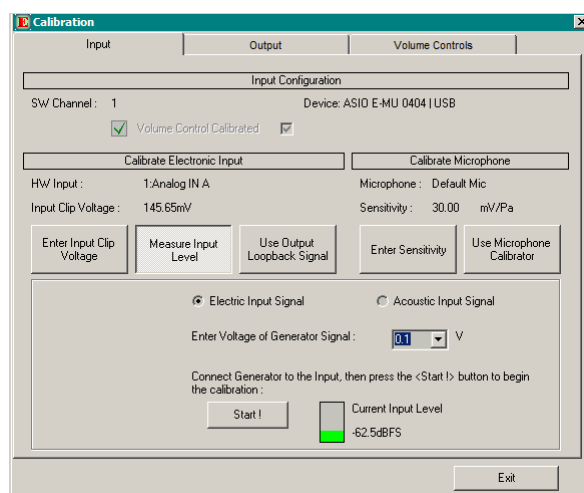 Calibration
Input Output Volume Controls
Input Configuration
SW Channel : 1 Device: ASIO E-MU 0404 | USB
Volume Control Calibrated
Calibrate Electronic Input Calibrate Microphone
HW Input : 1:Analog IN A Microphone : Default Mic
Input Clip Voltage : 145.65mV Sensitivity : 30.00 mV/Pa
Enter Input Clip Voltage Measure Input Level Use Output Loopback Signal Enter Sensitivity Use Microphone Calibrator
Electric Input Signal Acoustic Input Signal
Enter Voltage of Generator Signal : 0.1 V
Connect Generator to the Input, then press the <Start !> button to begin
the calibration :
Start ! Current Input Level
-62.5dBFS
Exit